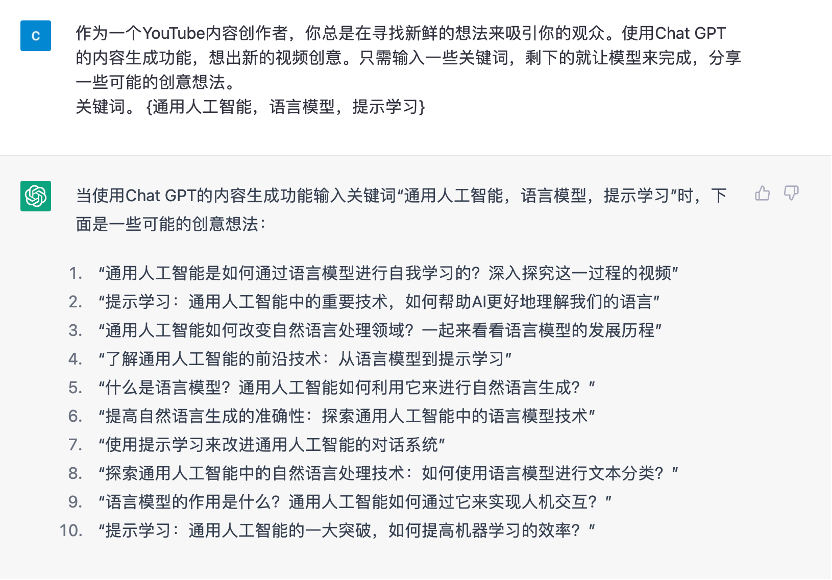 C
作为一个YouTube内容创作者，你总是在寻找新鲜的想法来吸引你的观众。使用Chat GPT
的内容生成功能，想出新的视频创意。只需输入一些关键词，剩下的就让模型来完成，分享
一些可能的创意想法。
关键词。{通用人工智能，语言模型，提示学习}
当使用Chat GPT的内容生成功能输入关键词“通用人工智能，语言模型，提示学习”时，下
面是一些可能的创意想法：
1. “通用人工智能是如何通过语言模型进行自我学习的？深入探究这一过程的视频”
2. “提示学习：通用人工智能中的重要技术，如何帮助AI更好地理解我们的语言”
3. “通用人工智能如何改变自然语言处理领域？一起来看看语言模型的发展历程”
4. “了解通用人工智能的前沿技术：从语言模型到提示学习”
5. “什么是语言模型？通用人工智能如何利用它来进行自然语言生成？”
6. “提高自然语言生成的准确性：探索通用人工智能中的语言模型技术”
7. “使用提示学习来改进通用人工智能的对话系统”
8. “探索通用人工智能中的自然语言处理技术：如何使用语言模型进行文本分类？”
9. “语言模型的作用是什么？通用人工智能如何通过它来实现人机交互？”
10. “提示学习：通用人工智能的一大突破，如何提高机器学习的效率？”